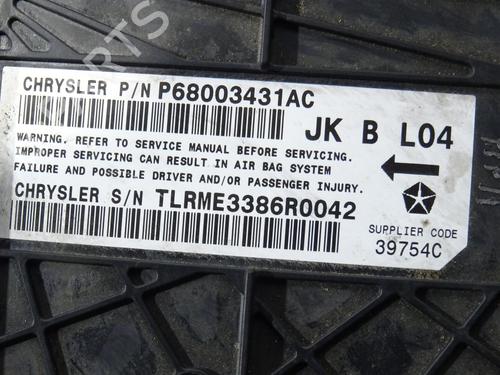 PARTS
CHRYSLER P/N P68003431AC
JK B L04
WARNING. REFER TO SERVICE MANUAL BEFORE SERVICING.
IMPROPER SERVICING CAN RESULT IN AIR BAG SYSTEM
FAILURE AND POSSIBLE DRIVER AND/OR PASSENGER INJURY.
CHRYSLER S/N TLRME3386R0042
SUPPLIER CODE
39754C